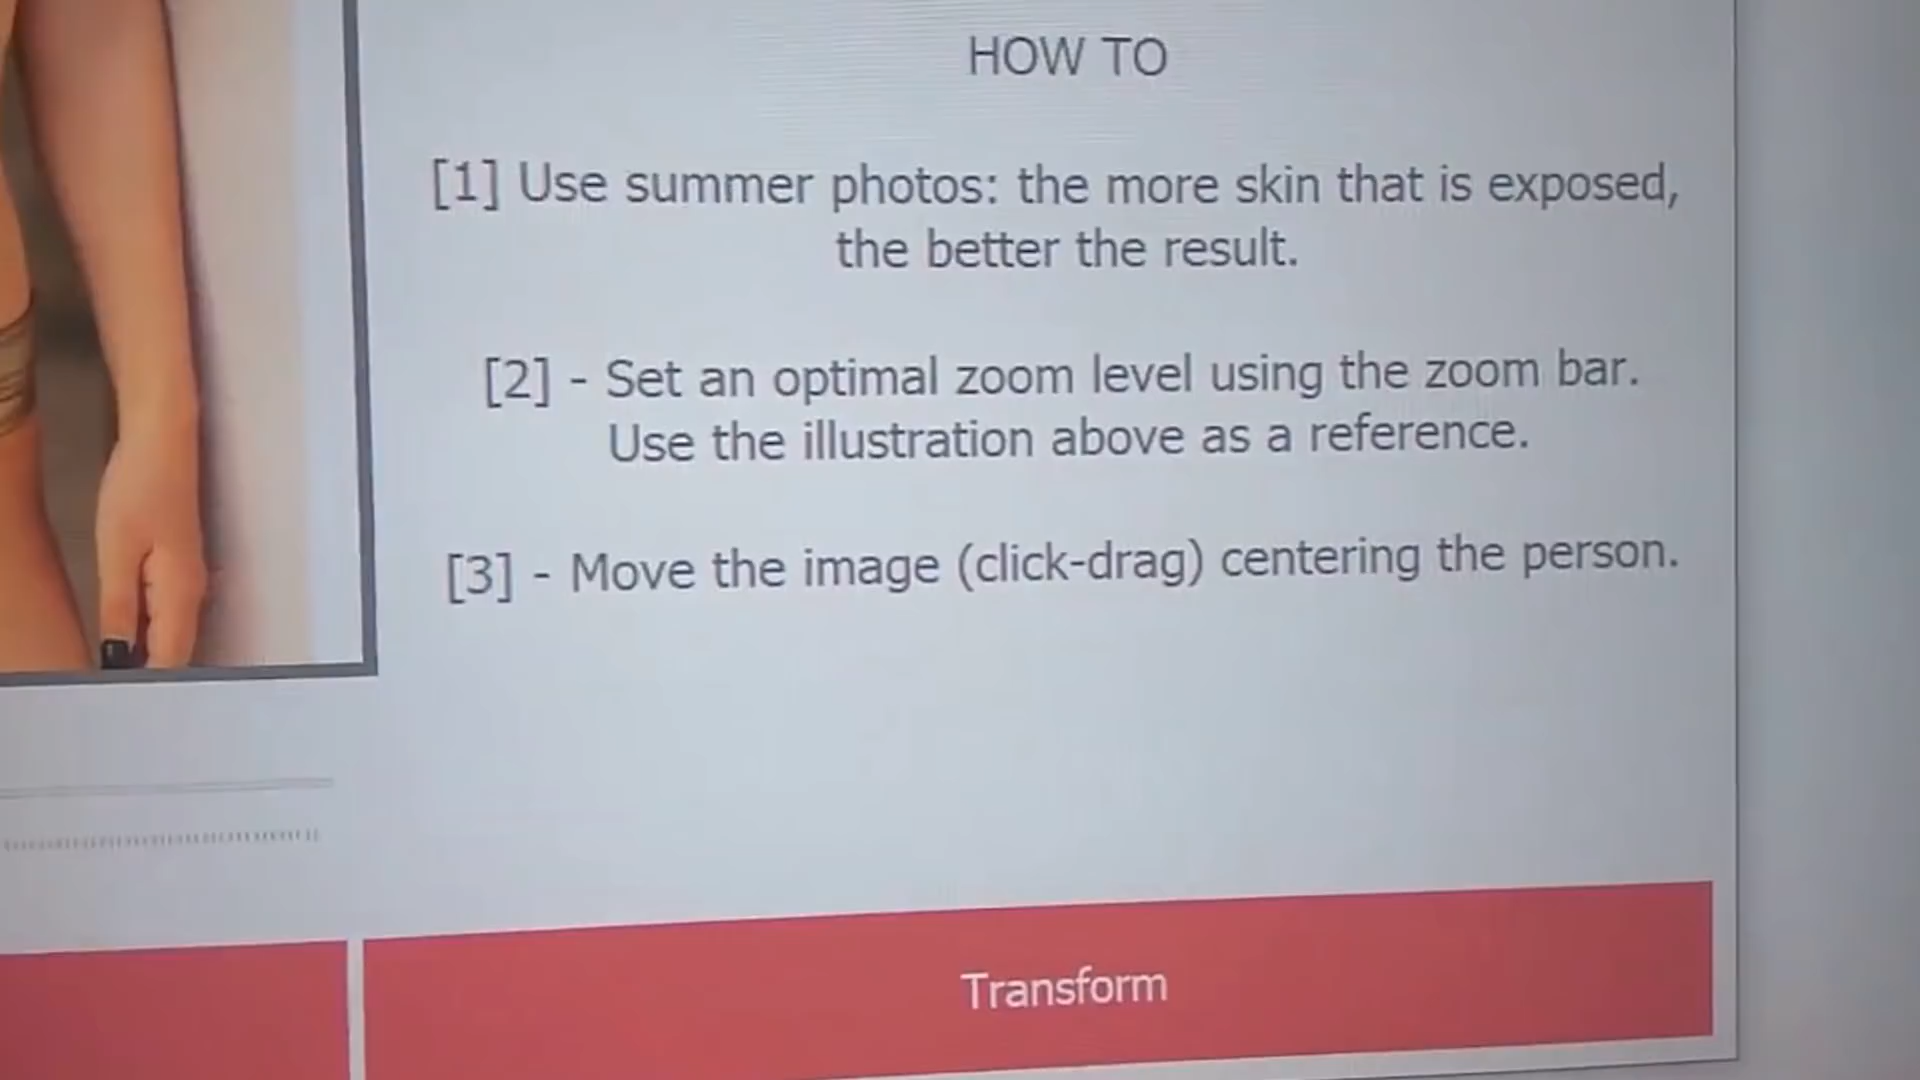 HOW TO
[1] Use summer photos: the more skin that is exposed,
the better the result.
[2] - Set an optimal zoom level using the zoom bar.
Use the illustration above as a reference.
[3] - Move the image (click-drag) centering the person.
Transform